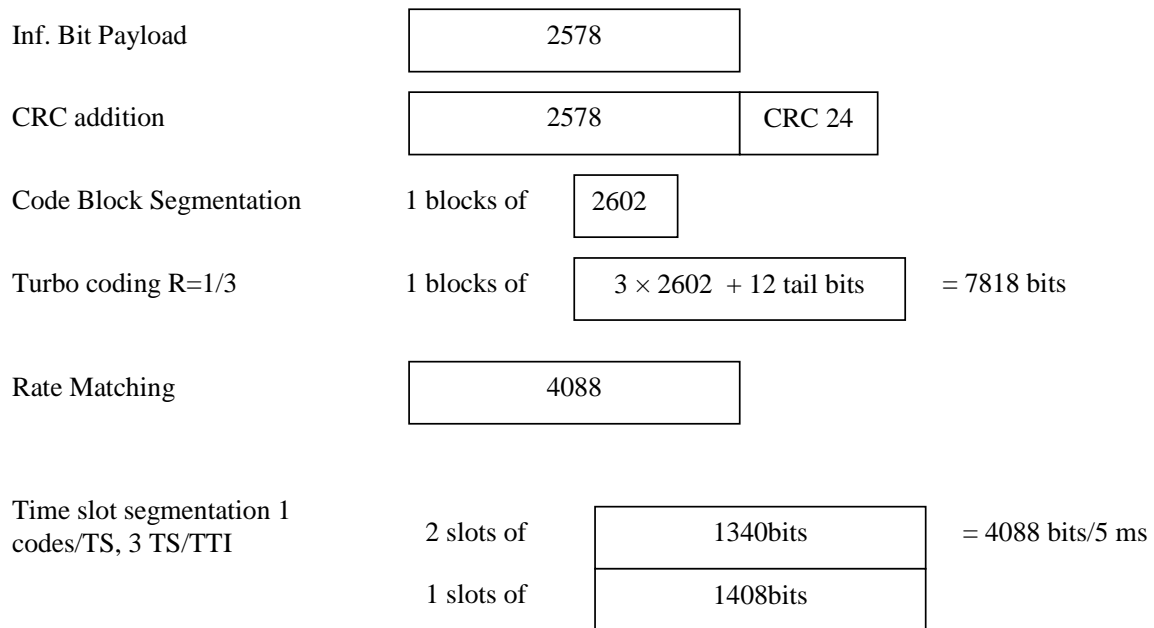 Inf. Bit Payload 2578
CRC addition 2578 CRC 24
Code Block Segmentation 1 blocks of 2602
Turbo coding R=1/3 1 blocks of 3 × 2602 + 12 tail bits = 7818 bits
Rate Matching 4088
Time slot segmentation 1
codes/TS, 3 TS/TTI 2 slots of 1340bits = 4088 bits/5 ms
1 slots of 1408bits